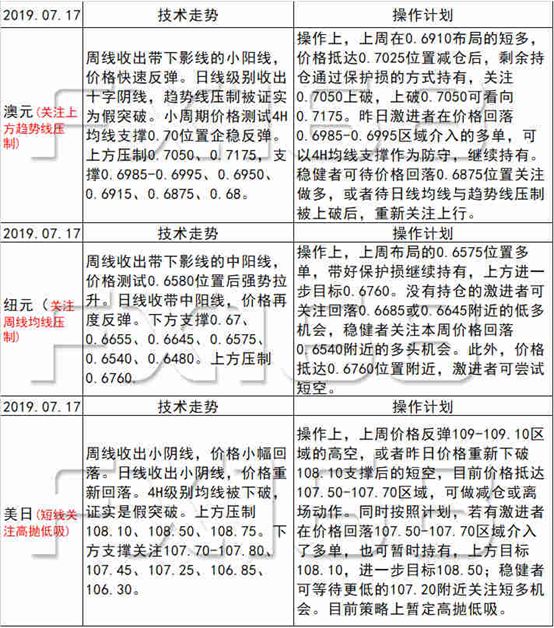 2019.07.17 技术走势 操作计划
澳元(关注上
方趋势线压
制)
周线收出带下影线的小阳线，
价格快速反弹。日线级别收出
十字阴线，趋势线压制被证实
为假突破。小周期价格测试4H
均线支撑0.70位置企稳反弹。
上方压制0.7050、0.7175，支
撑0.6985-0.6995、0.6950、
0.6915、0.6875、0.68。
操作上，上周在0.6910布局的短多，
价格抵达0.7025位置减仓后，剩余持
仓通过保护损的方式持有，关注
0.7050上破，上破0.7050可看向
0.7175。昨日激进者在价格回落
0.6985-0.6995区域介入的多单，可
以4H均线支撑作为防守，继续持有。
稳健者可待价格回落0.6875位置关注
做多，或者待日线均线与趋势线压制
被上破后，重新关注上行。
2019.07.17 技术走势 操作计划
纽元（关注
周线均线压
制)
周线收出带下影线的中阳线，
价格测试0.6580位置后强势拉
升。日线收带中阳线，价格再
度反弹。下方支撑0.67、
0.6655、0.6645、0.6575、
0.6540、0.6480。上方压制
0.6760.
操作上，上周布局的0.6575位置多
单，带好保护损继续持有，上方进一
步目标0.6760。没有持仓的激进者可
关注回落0.6685或0.6645附近的低多
机会，稳健者关注本周价格回落
0.6540附近的多头机会。此外，价格
抵达0.6760位置附近，激进者可尝试
短空。
2019.07.17 技术走势 操作计划
美日(短线关
注高抛低吸)
周线收出小阴线，价格小幅回
落。日线收出小阴线，价格重
新回落。4H级别均线被下破，
证实是假突破。上方压制
108.10、108.50、108.75。下
方支撑关注107.70-107.80、
107.45、107.25、106.85、
106.30。
操作上，上周价格反弹109-109.10区
域的高空，或者昨日价格重新下破
108.10支撑后的短空，目前价格抵达
107.50-107.70区域，可做减仓或离
场动作。同时按照计划，若有激进者
在价格回落107.50-107.70区域介入
了多单，也可暂时持有，上方目标
108.10，进一步目标108.50；稳健者
可等待更低的107.20附近关注短多机
会。目前策略上暂定高抛低吸。